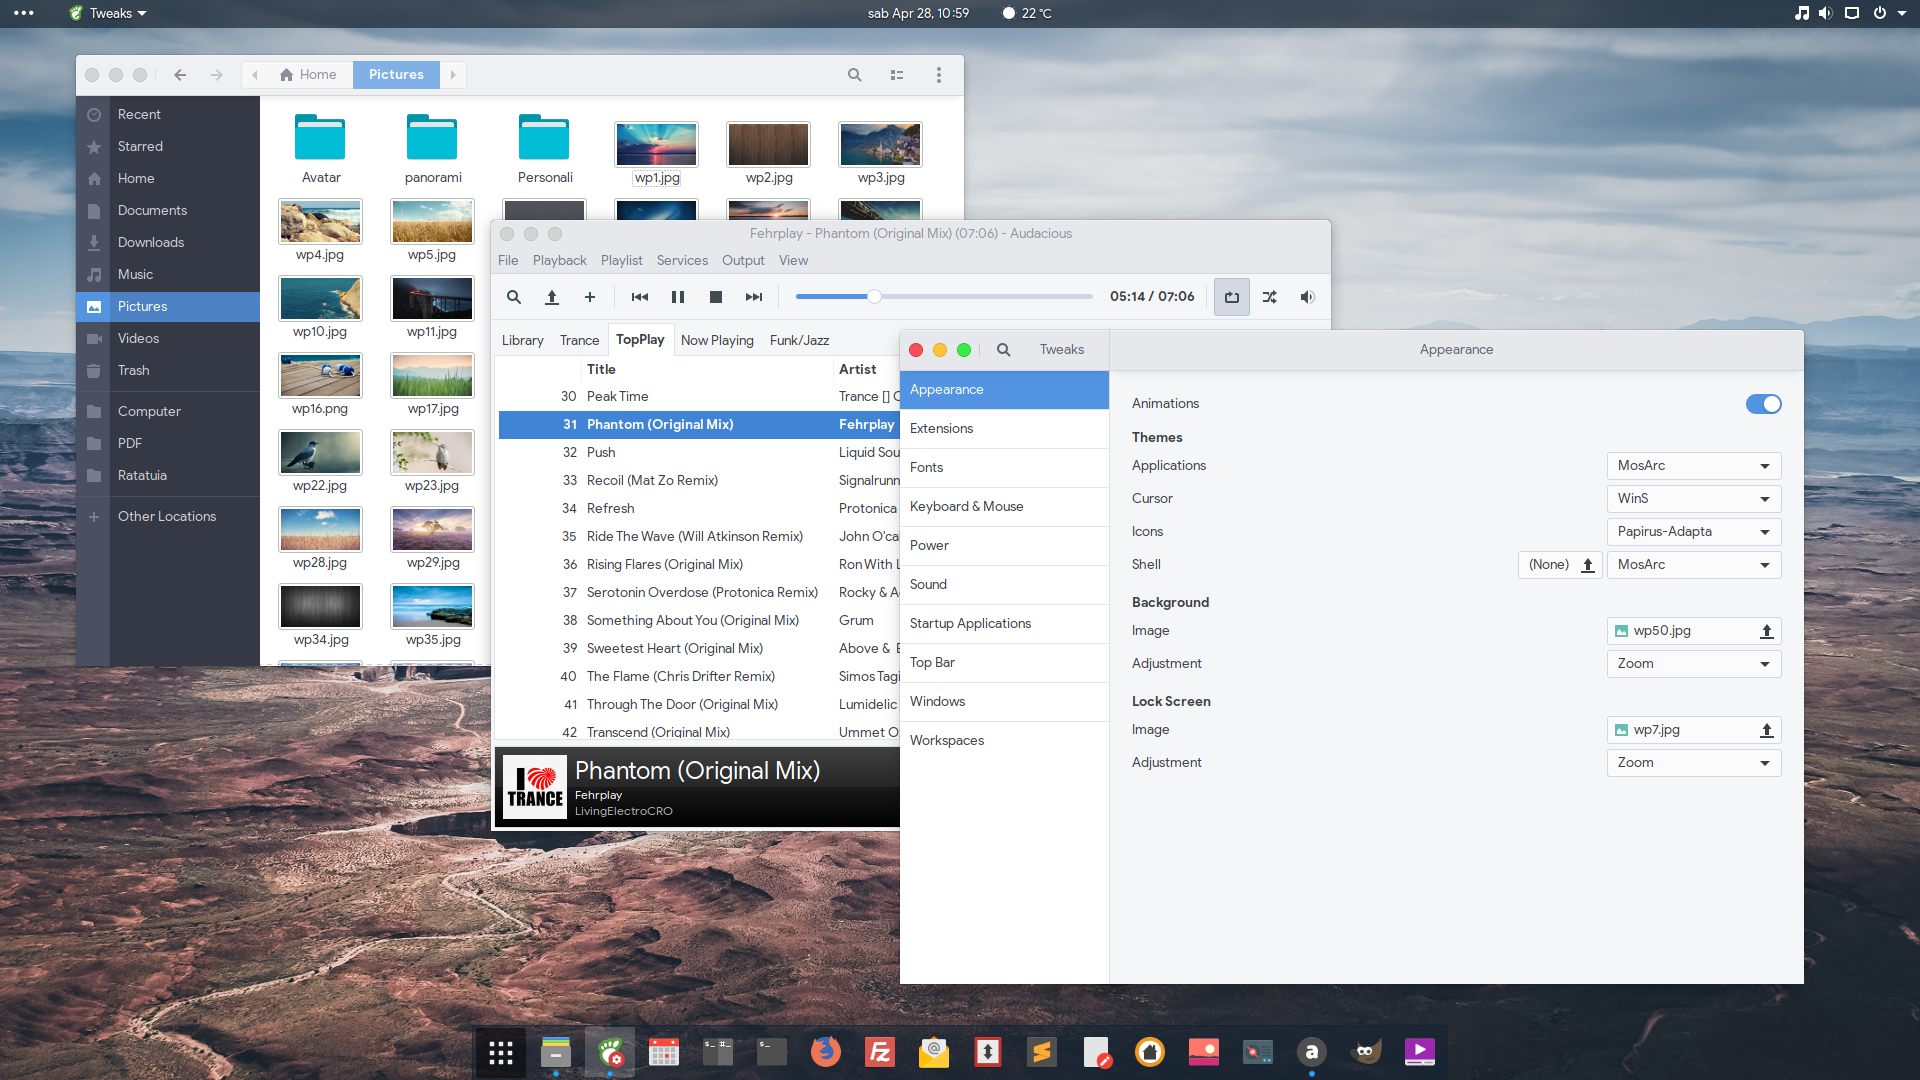 Tweaks
sab Apr 28, 10:59
22 °C
Home
Pictures
Recent
Starred
Home
Documents
Downloads
Music
Pictures
Videos
Trash
Computer
PDF
Ratatuia
Other Locations
Avatar
panorami
Personali
wp1.jpg
wp2.jpg
wp3.jpg
wp4.jpg
wp5.jpg
wp10.jpg
wp11.jpg
wp16.png
wp17.jpg
wp22.jpg
wp23.jpg
wp28.jpg
wp29.jpg
wp34.jpg
wp35.jpg
Fehrplay - Phantom (Original Mix) (07:06) - Audacious
File Playback Playlist Services Output View
05:14 / 07:06
Library Trance TopPlay Now Playing Funk/Jazz
Title Artist
30 Peak Time Trance [] C
31 Phantom (Original Mix) Fehrplay
32 Push Liquid Sou
33 Recoil (Mat Zo Remix) Signalrunn
34 Refresh Protonica
35 Ride The Wave (Will Atkinson Remix) John O'ca
36 Rising Flares (Original Mix) Ron With L
37 Serotonin Overdose (Protonica Remix) Rocky & A
38 Something About You (Original Mix) Grum
39 Sweetest Heart (Original Mix) Above & E
40 The Flame (Chris Drifter Remix) Simos Tagi
41 Through The Door (Original Mix) Lumidelic
42 Transcend (Original Mix) Ummet O
I
TRANCE
Phantom (Original Mix)
Fehrplay
LivingElectroCRO
Tweaks
Appearance
Appearance
Extensions
Fonts
Keyboard & Mouse
Power
Sound
Startup Applications
Top Bar
Windows
Workspaces
Animations
Themes
Applications MosArc
Cursor WinS
Icons Papirus-Adapta
Shell (None) MosArc
Background
Image wp50.jpg
Adjustment Zoom
Lock Screen
Image wp7.jpg
Adjustment Zoom